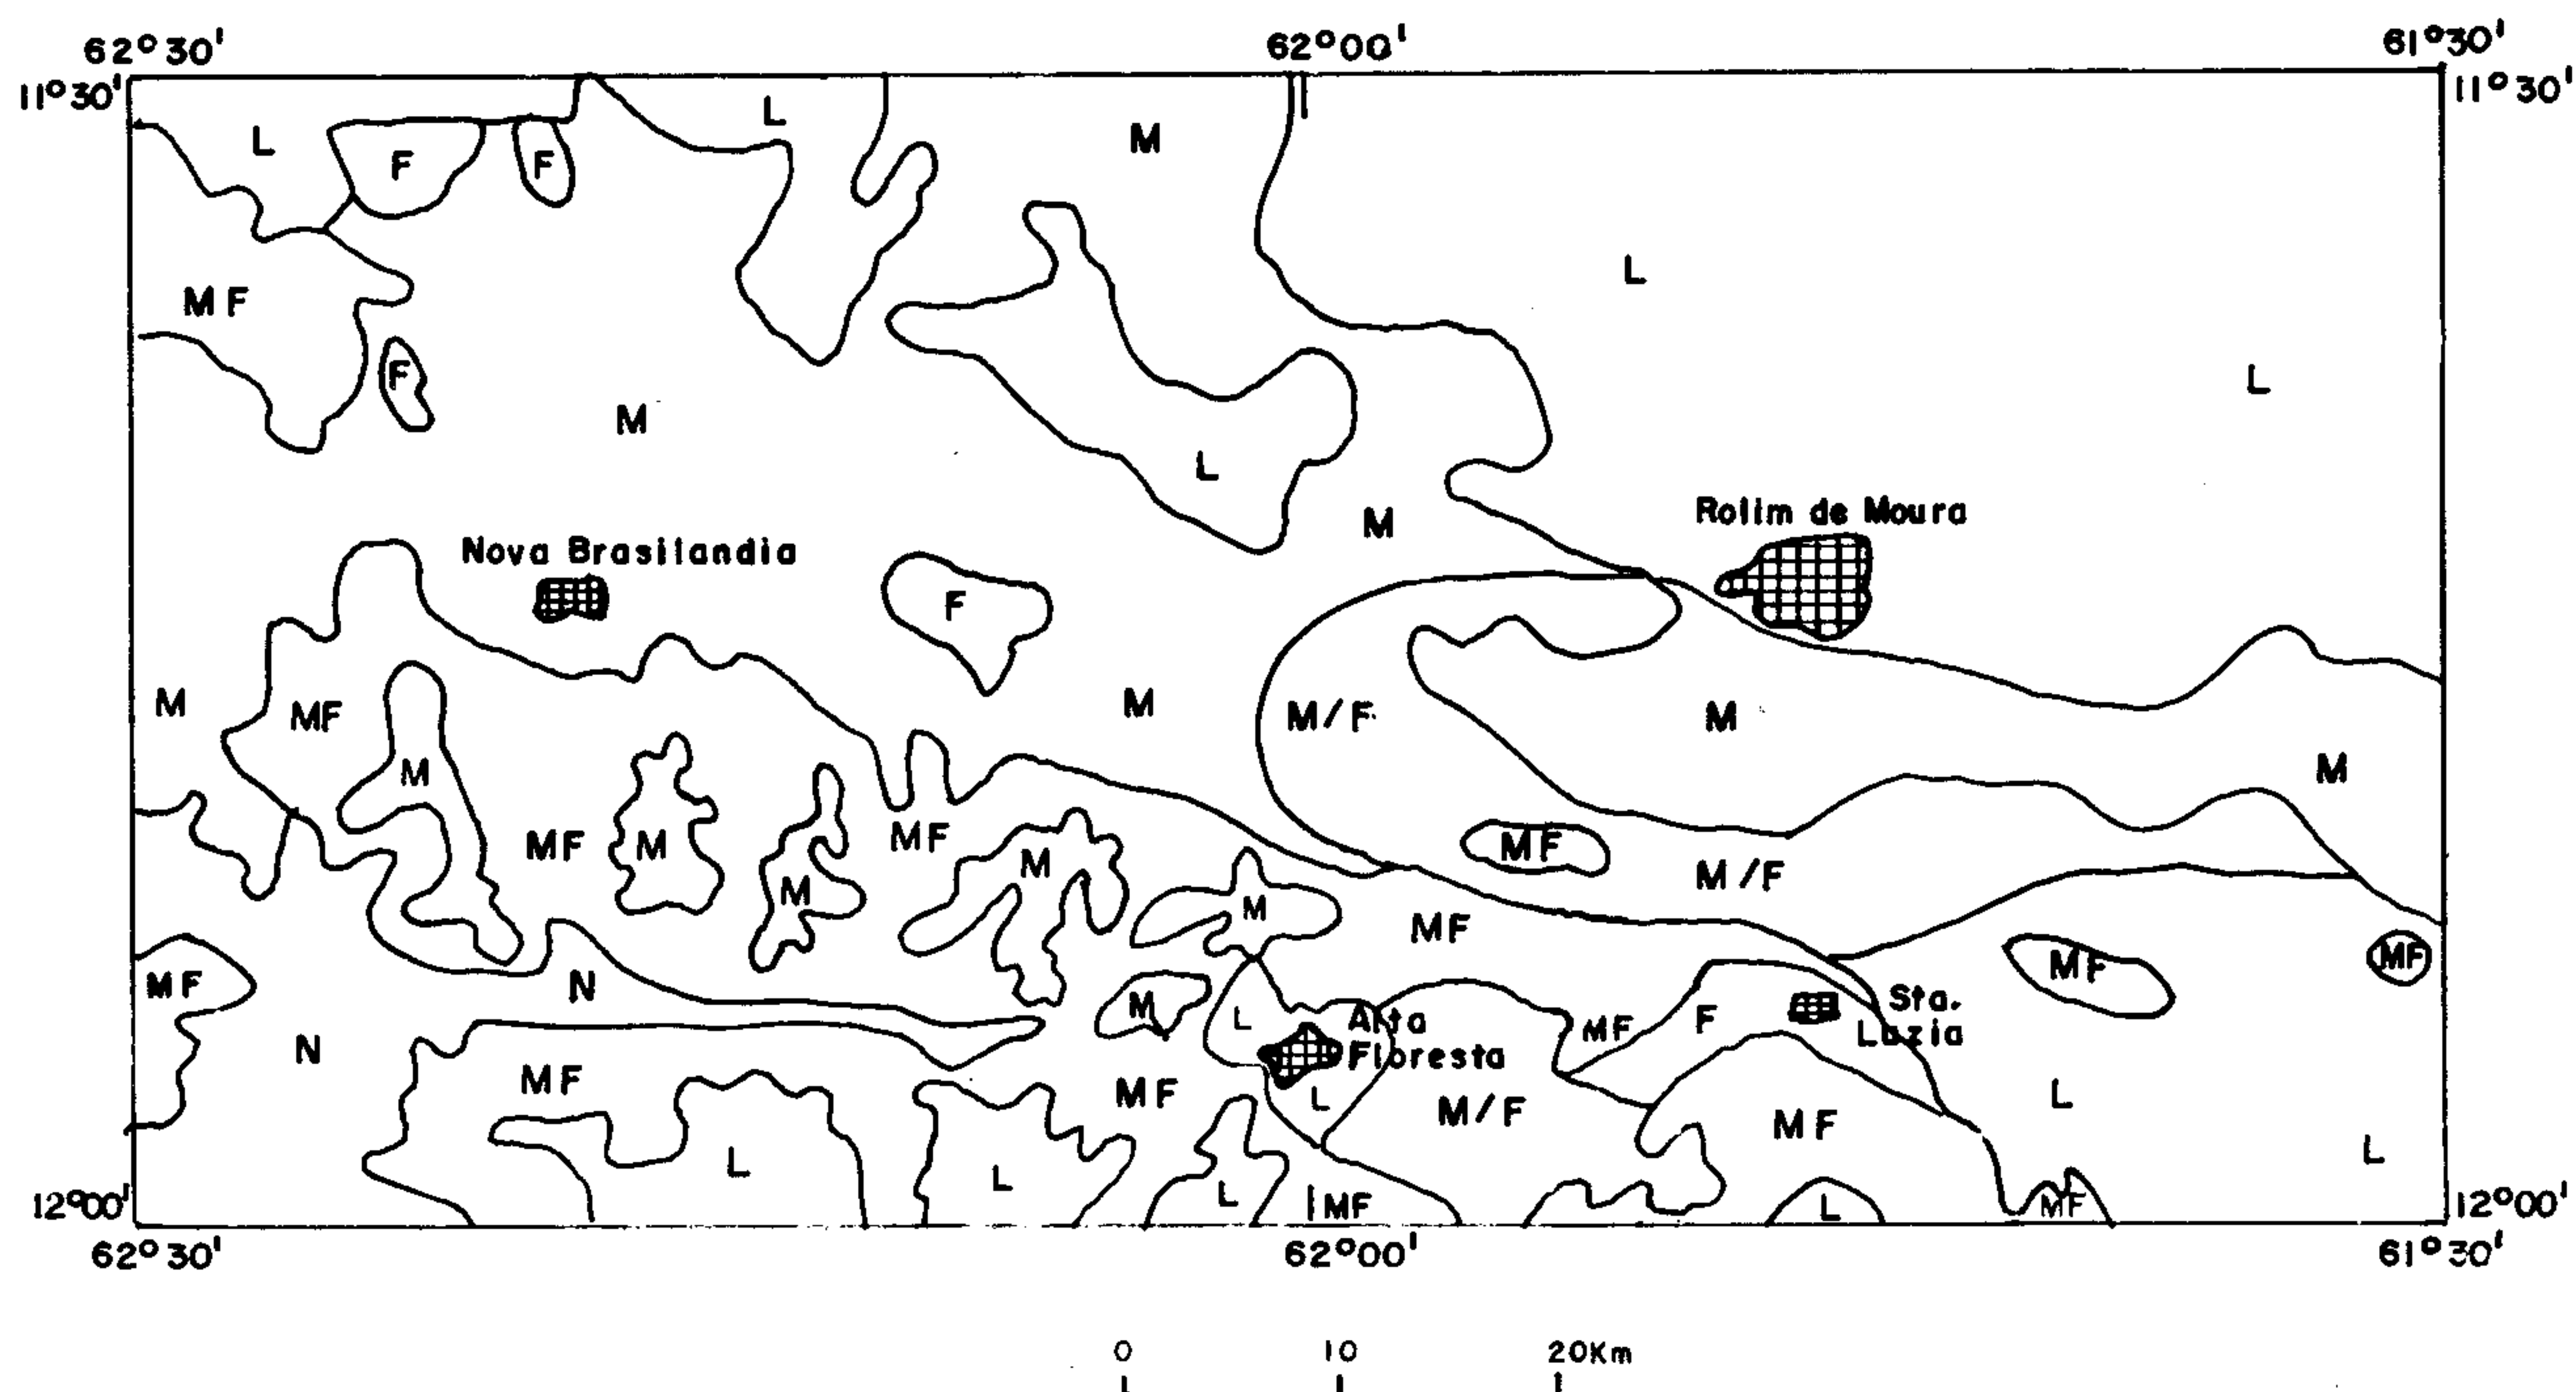 62°30' 62°00' 61°30'
11°30' 11°30'
L L M
F F
L
MF
F L
M
L
M
Rolim de Moura
Nova Brasilandia
F
M MF M M/F M
M M
MF M MF M MF
M M M/F
M MF
MF N M MF MF
L F Sta.
Luzia
Alta
Floresta
MF
N
MF MF L M/F MF L
L L L L
MF L MF
12°00' 12°00'
62°30' 62°00' 61°30'
0 10 20Km